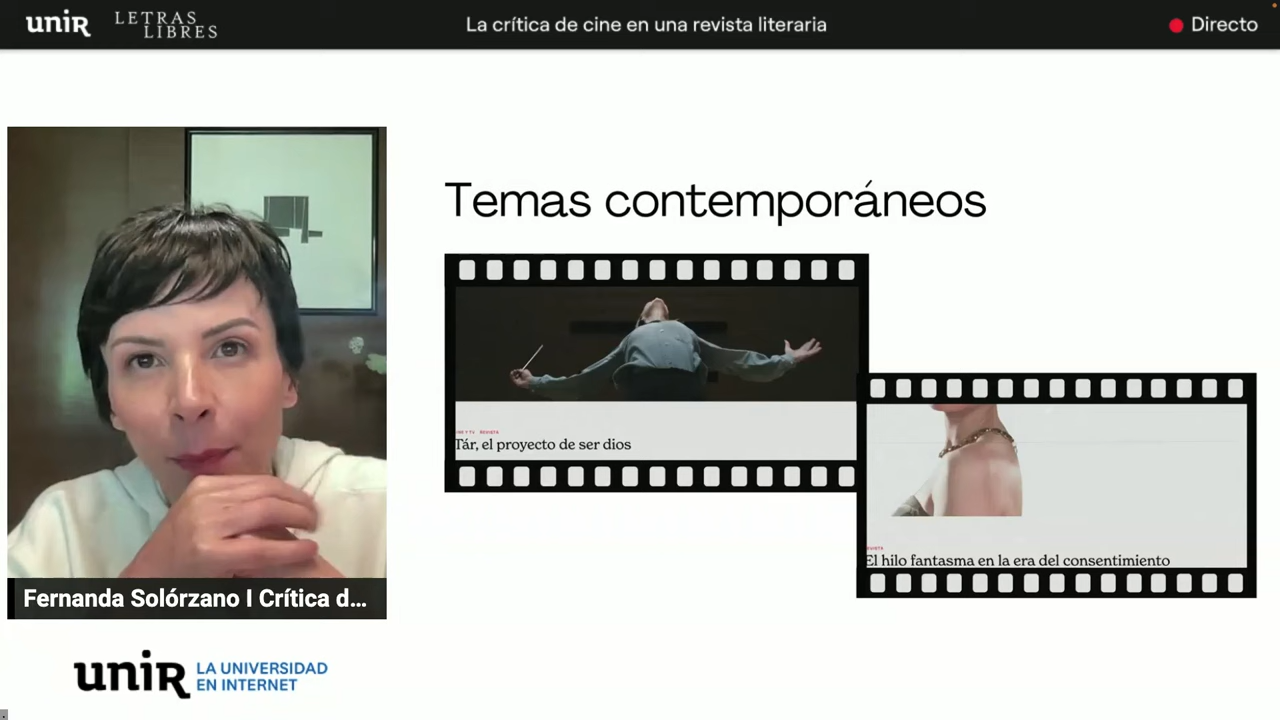 unir LETRAS LIBRES
La crítica de cine en una revista literaria
Directo
Temas contemporáneos
Tár, el proyecto de ser dios
El hilo fantasma en la era del consentimiento
Fernanda Solórzano I Crítica d...
unir LA UNIVERSIDAD
EN INTERNET